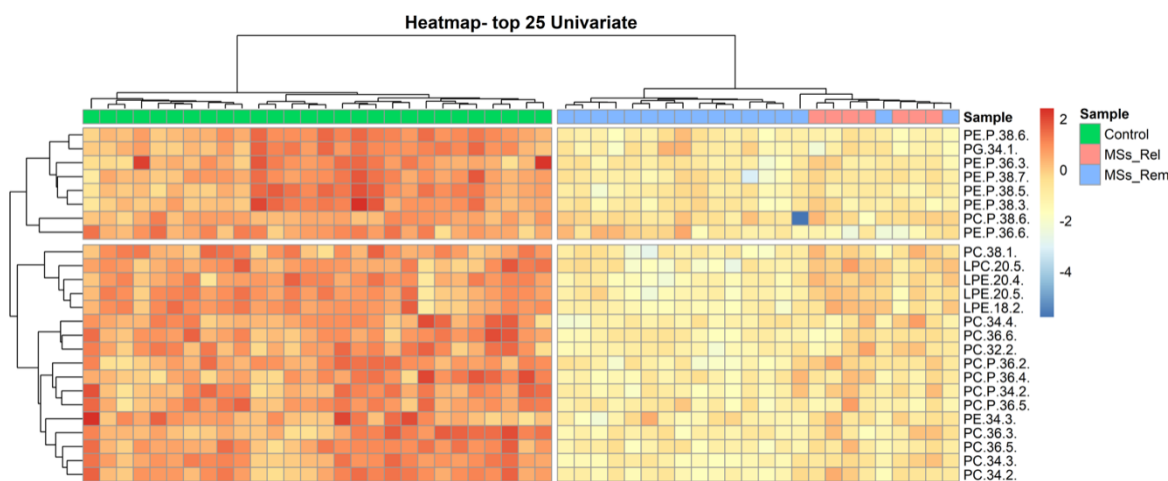 Heatmap- top 25 Univariate
Sample
PE.P.38.6.
PG.34.1.
PE.P.36.3.
PE.P.38.7.
PE.P.38.5.
PE.P.38.3.
PC.P.38.6.
PE.P.36.6.
PC.38.1.
LPC.20.5.
LPE.20.4.
LPE.20.5.
LPE.18.2.
PC.34.4.
PC.36.6.
PC.32.2.
PC.P.36.2.
PC.P.36.4.
PC.P.34.2.
PC.P.36.5.
PE.34.3.
PC.36.3.
PC.36.5.
PC.34.3.
PC.34.2.
2
0
-2
-4
Sample
Control
MSs_Rel
MSs_Rem